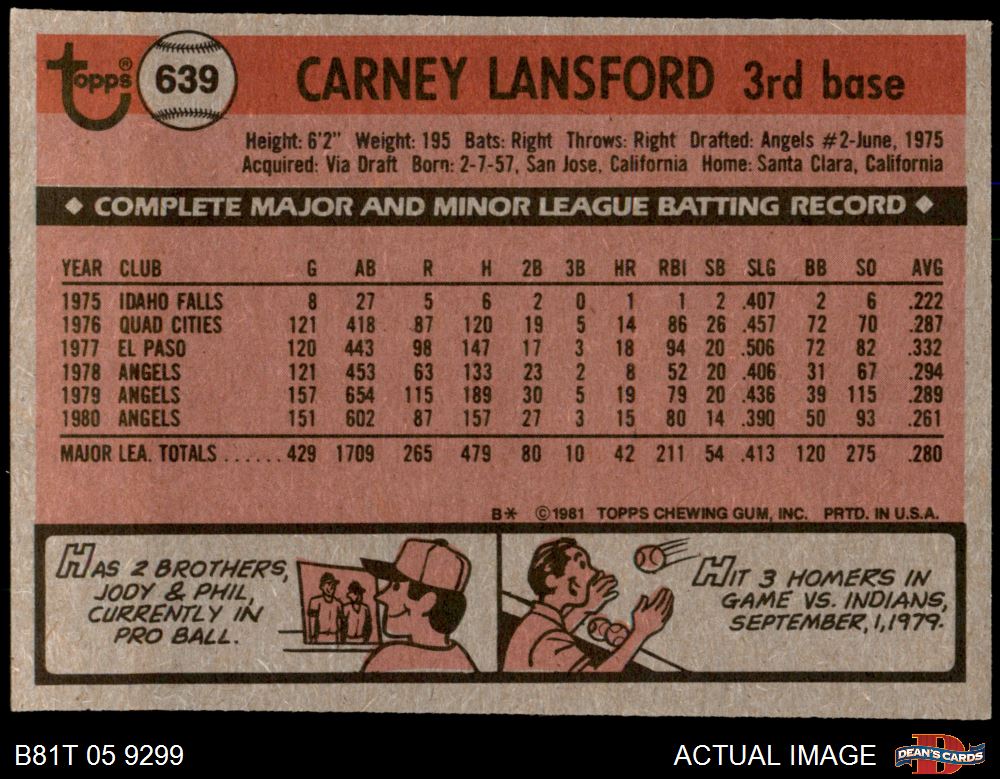 Topps® 639 CARNEY LANSFORD 3rd base
Height: 6'2" Weight: 195 Bats: Right Throws: Right Drafted: Angels #2-June, 1975
Acquired: Via Draft Born: 2-7-57, San Jose, California Home: Santa Clara, California
◆ COMPLETE MAJOR AND MINOR LEAGUE BATTING RECORD ◆
YEAR CLUB G AB R H 2B 3B HR RBI SB SLG BB SO AVG
1975 IDAHO FALLS 8 27 5 6 2 0 1 1 2 .407 2 6 .222
1976 QUAD CITIES 121 418 87 120 19 5 14 86 26 .457 72 70 .287
1977 EL PASO 120 443 98 147 17 3 18 94 20 .506 72 82 .332
1978 ANGELS 121 453 63 133 23 2 8 52 20 .406 31 67 .294
1979 ANGELS 157 654 115 189 30 5 19 79 20 .436 39 115 .289
1980 ANGELS 151 602 87 157 27 3 15 80 14 .390 50 93 .261
MAJOR LEA. TOTALS ...... 429 1709 265 479 80 10 42 211 54 .413 120 275 .280
B* ©1981 TOPPS CHEWING GUM, INC. PRTD. IN U.S.A.
HAS 2 BROTHERS,
JODY & PHIL,
CURRENTLY IN
PRO BALL.
HIT 3 HOMERS IN
GAME VS. INDIANS,
SEPTEMBER, 1, 1979.
B81T 05 9299 ACTUAL IMAGE DEAN'S CARDS